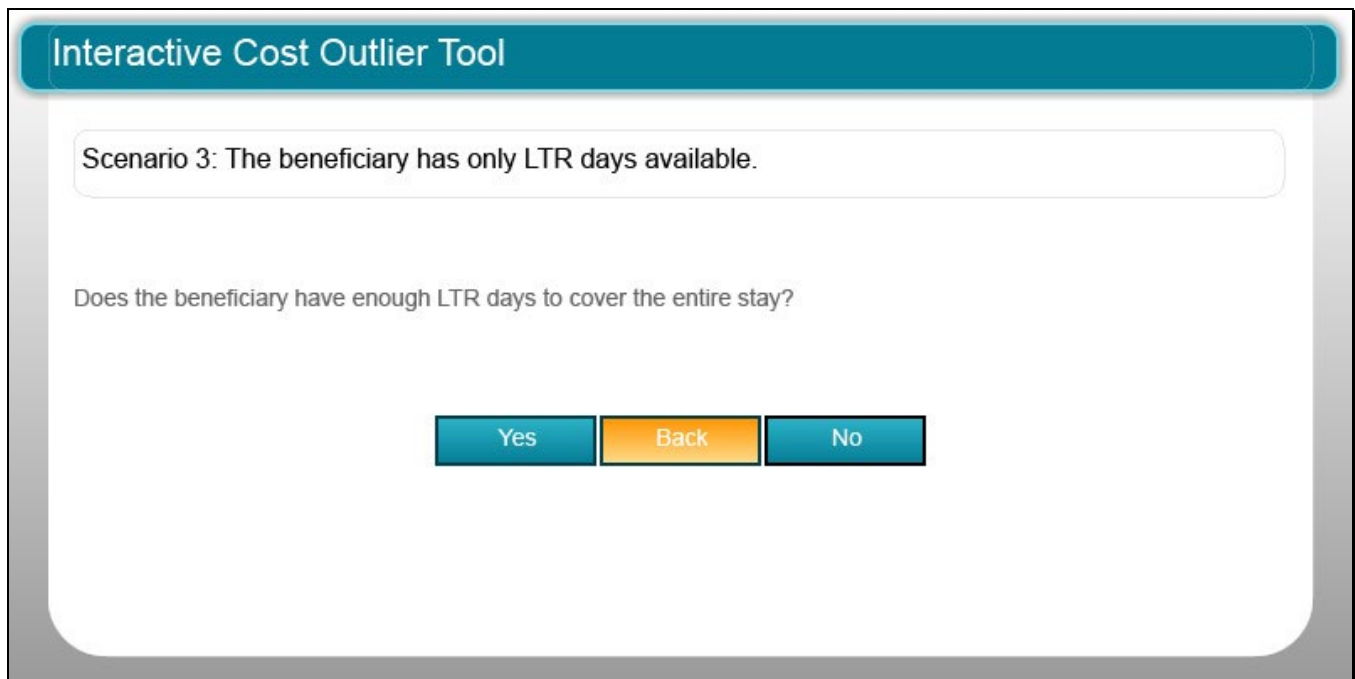 Interactive Cost Outlier Tool
Scenario 3: The beneficiary has only LTR days available.
Does the beneficiary have enough LTR days to cover the entire stay?
Yes
Back
No